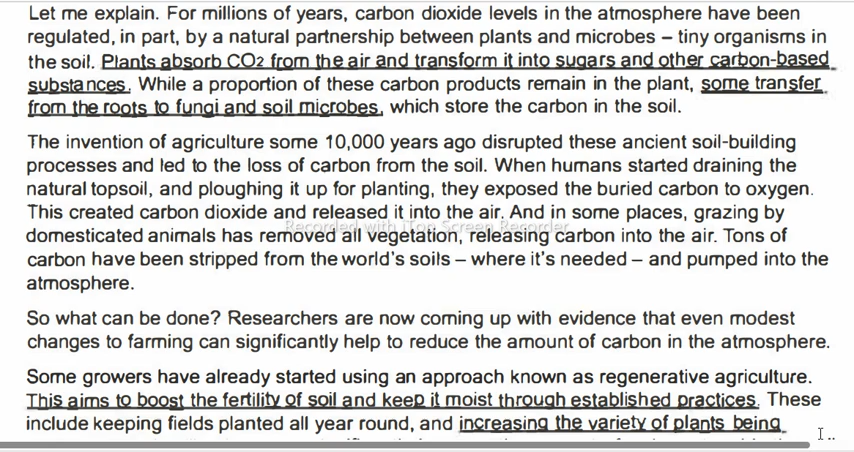 Let me explain. For millions of years, carbon dioxide levels in the atmosphere have been
regulated, in part, by a natural partnership between plants and microbes – tiny organisms in
the soil. Plants absorb CO2 from the air and transform it into sugars and other carbon-based
substances. While a proportion of these carbon products remain in the plant, some transfer
from the roots to fungi and soil microbes, which store the carbon in the soil.
The invention of agriculture some 10,000 years ago disrupted these ancient soil-building
processes and led to the loss of carbon from the soil. When humans started draining the
natural topsoil, and ploughing it up for planting, they exposed the buried carbon to oxygen.
This created carbon dioxide and released it into the air. And in some places, grazing by
Recorded with iTop Screen Recorder
domesticated animals has removed all vegetation, releasing carbon into the air. Tons of
carbon have been stripped from the world's soils – where it's needed – and pumped into the
atmosphere.
So what can be done? Researchers are now coming up with evidence that even modest
changes to farming can significantly help to reduce the amount of carbon in the atmosphere.
Some growers have already started using an approach known as regenerative agriculture.
This aims to boost the fertility of soil and keep it moist through established practices. These
include keeping fields planted all year round, and increasing the variety of plants being